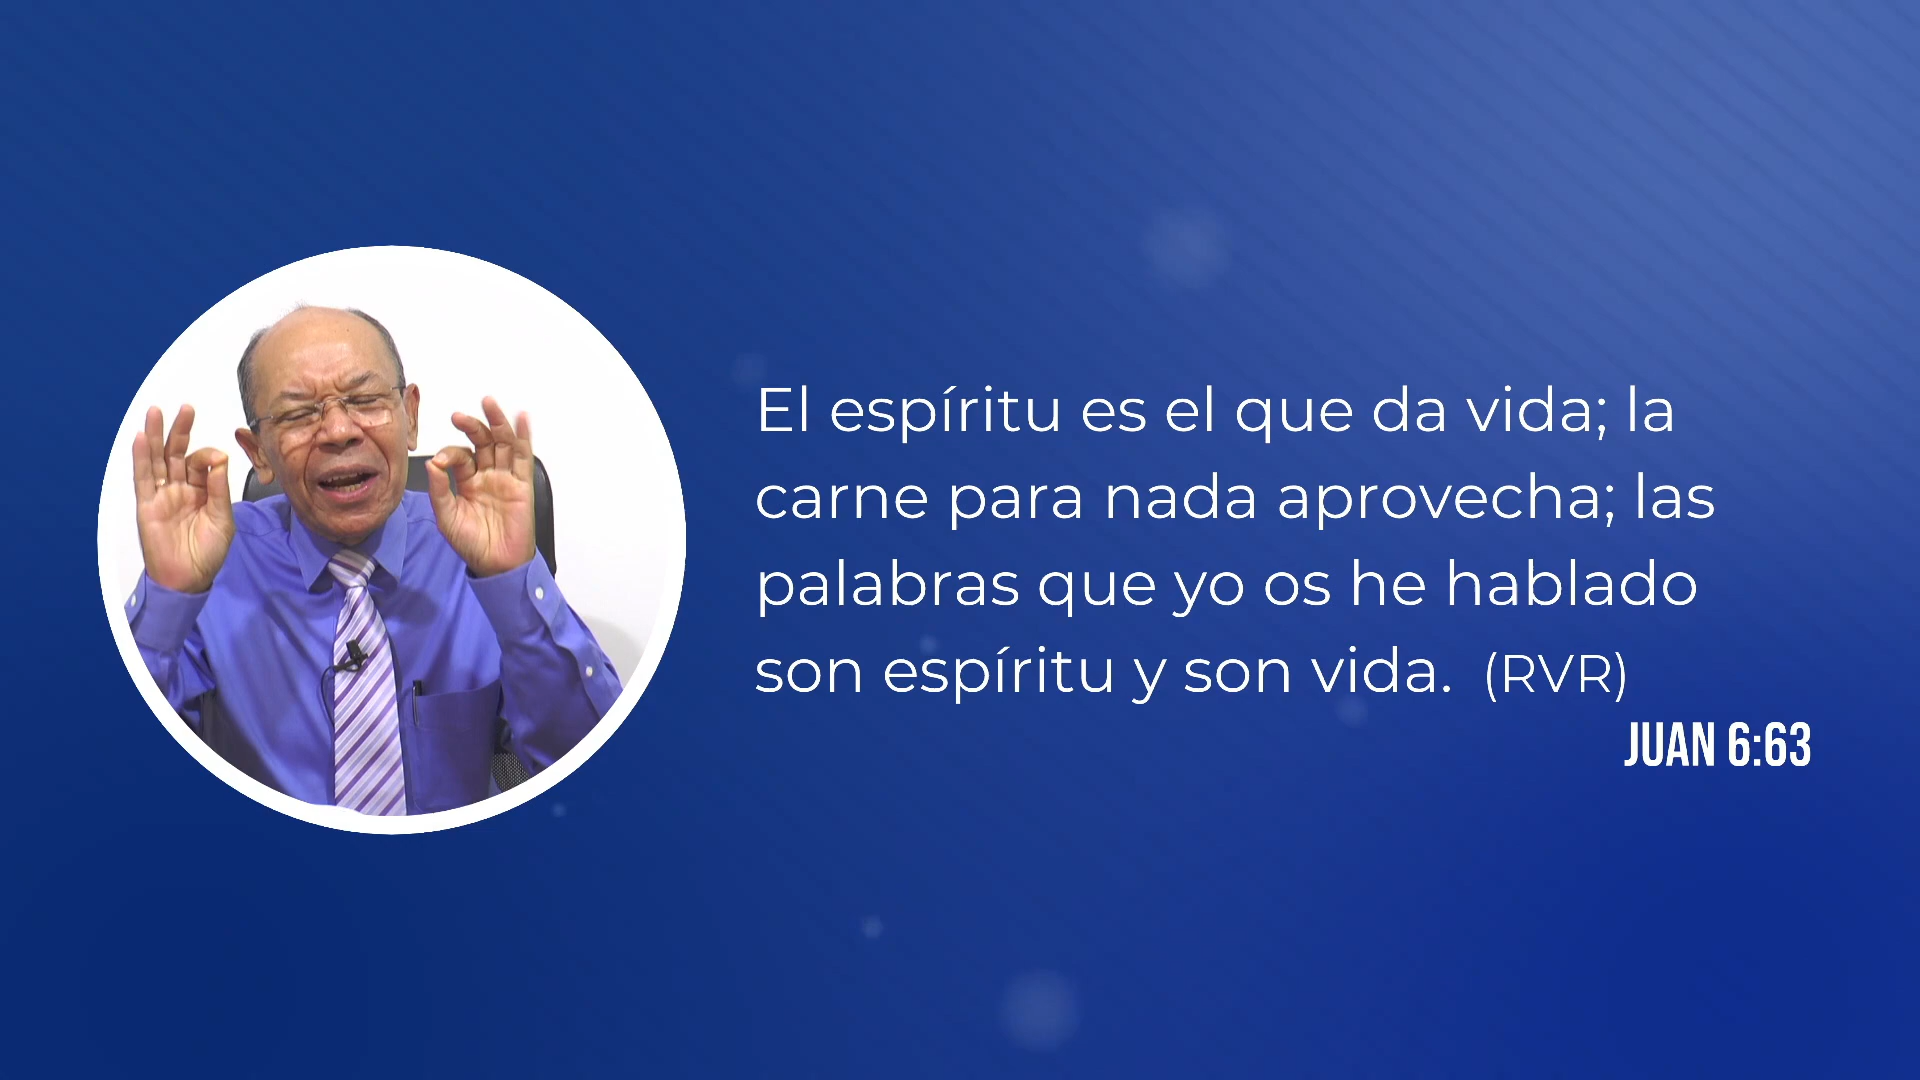 El espíritu es el que da vida; la
carne para nada aprovecha; las
palabras que yo os he hablado
son espíritu y son vida. (RVR)
JUAN 6:63